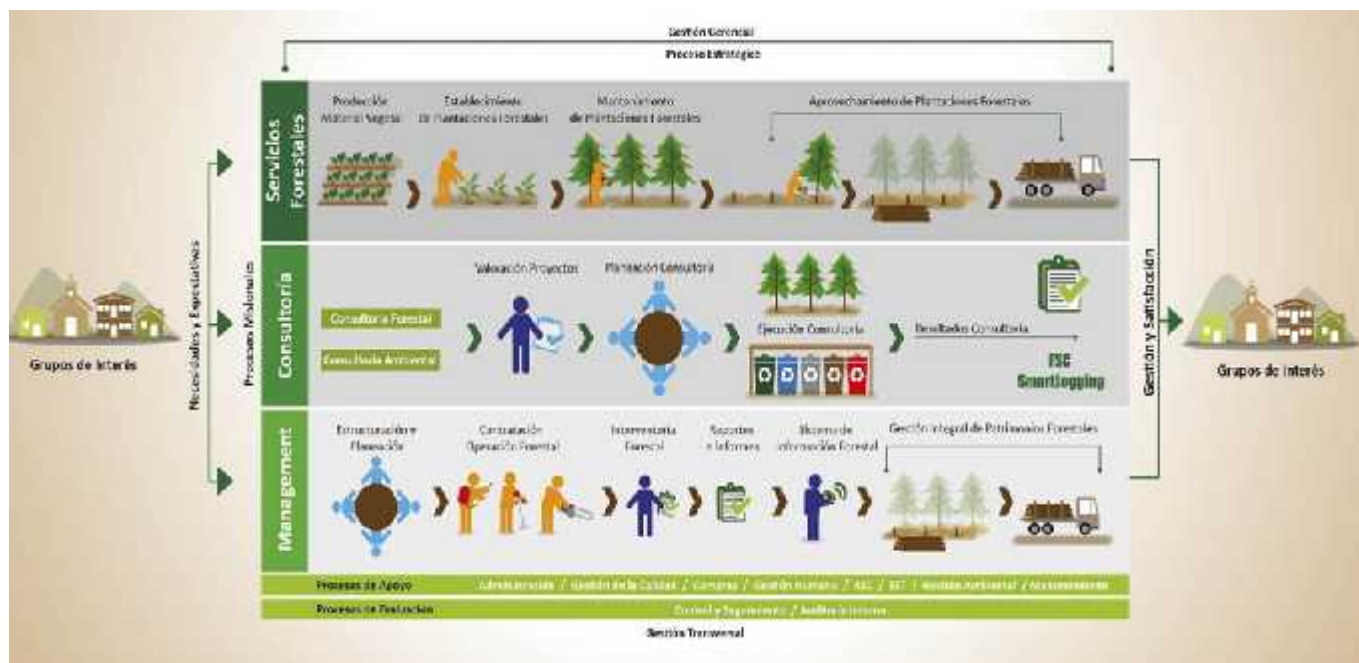 Gestión Gerencial
Proceso Estratégico
Servicios
Forestales
Producción
Material Vegetal
Establecimiento
de Plantaciones Forestales
Mantenimiento
de Plantaciones Forestales
Aprovechamiento de Plantaciones Forestales
Necesidades y Expectativas
Procesos Misionales
Grupos de Interés
Consultoría
Consultoría Forestal
Consultoría Ambiental
Valoración Proyectos
Planeación Consultoría
Ejecución Consultoría
Resultados Consultoría
FSC
SmartLogging
Gestión y Satisfacción
Grupos de Interés
Management
Estructuración y
Planeación
Contratación
Operación Forestal
Interventoría
Forestal
Reportes
e Informes
Sistema de
Información Forestal
Gestión Integral de Patrimonios Forestales
Procesos de Apoyo
Administración / Gestión de la Calidad / Compras / Gestión Humana / / SST / Gestión Ambiental / Mantenimiento
Procesos de Evaluación
Control y Seguimiento / Auditoría Interna
Gestión Transversal